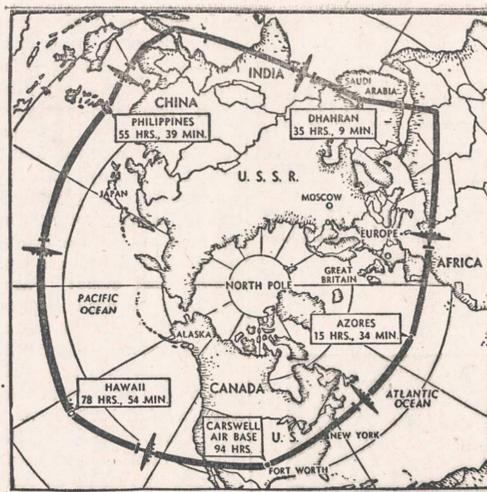 INDIA
SAUDI
ARABIA
CHINA
PHILIPPINES
55 HRS., 39 MIN.
DHAHRAN
35 HRS., 9 MIN.
U. S. S. R.
JAPAN
MOSCOW
EUROPE
AFRICA
GREAT
BRITAIN
NORTH POLE
PACIFIC
OCEAN
AZORES
15 HRS., 34 MIN.
ALASKA
HAWAII
78 HRS., 54 MIN.
CANADA
ATLANTIC
OCEAN
CARSWELL
AIR BASE
94 HRS.
U. S.
NEW YORK
FORT WORTH